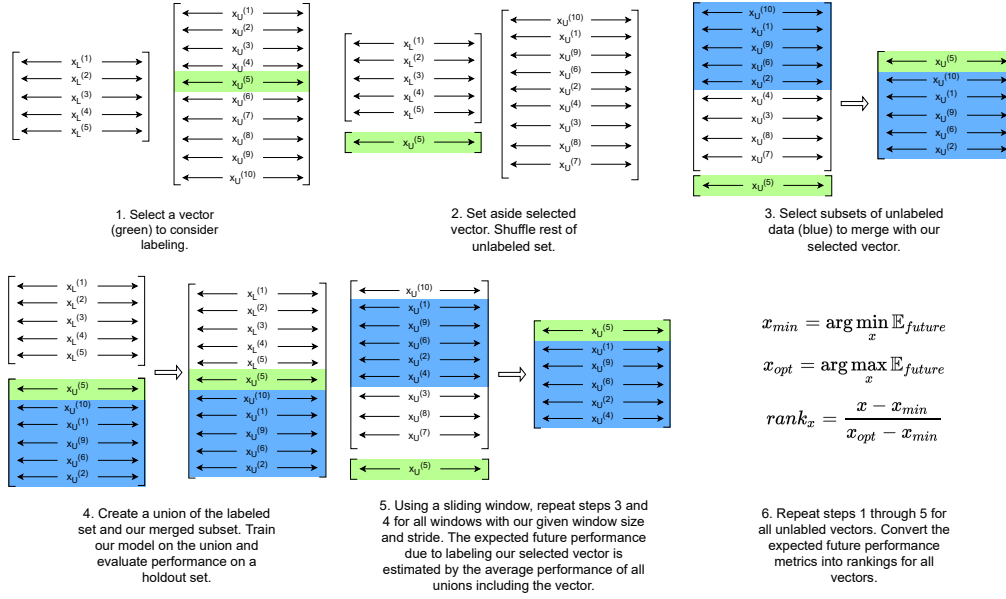 x_L^(1)
x_L^(2)
x_L^(3)
x_L^(4)
x_L^(5)
x_U^(1)
x_U^(2)
x_U^(3)
x_U^(4)
x_U^(5)
x_U^(6)
x_U^(7)
x_U^(8)
x_U^(9)
x_U^(10)
1. Select a vector
(green) to consider
labeling.
x_L^(1)
x_L^(2)
x_L^(3)
x_L^(4)
x_L^(5)
x_U^(5)
x_U^(10)
x_U^(1)
x_U^(9)
x_U^(6)
x_U^(2)
x_U^(4)
x_U^(3)
x_U^(8)
x_U^(7)
2. Set aside selected
vector. Shuffle rest of
unlabeled set.
x_U^(10)
x_U^(1)
x_U^(9)
x_U^(6)
x_U^(2)
x_U^(4)
x_U^(3)
x_U^(8)
x_U^(7)
x_U^(5)
x_U^(5)
x_U^(10)
x_U^(1)
x_U^(9)
x_U^(6)
x_U^(2)
3. Select subsets of unlabeled
data (blue) to merge with our
selected vector.
x_L^(1)
x_L^(2)
x_L^(3)
x_L^(4)
x_L^(5)
x_U^(5)
x_U^(10)
x_U^(1)
x_U^(9)
x_U^(6)
x_U^(2)
x_L^(1)
x_L^(2)
x_L^(3)
x_L^(4)
x_L^(5)
x_U^(5)
x_U^(10)
x_U^(1)
x_U^(9)
x_U^(6)
x_U^(2)
4. Create a union of the labeled
set and our merged subset. Train
our model on the union and
evaluate performance on a
holdout set.
x_U^(10)
x_U^(1)
x_U^(9)
x_U^(6)
x_U^(2)
x_U^(4)
x_U^(3)
x_U^(8)
x_U^(7)
x_U^(5)
x_U^(5)
x_U^(1)
x_U^(9)
x_U^(6)
x_U^(2)
x_U^(4)
5. Using a sliding window, repeat steps 3 and
4 for all windows with our given window size
and stride. The expected future performance
due to labeling our selected vector is
estimated by the average performance of all
unions including the vector.
x_min = arg min_x 𝔼_future
x_opt = arg max_x 𝔼_future
rank_x = (x − x_min) / (x_opt − x_min)
6. Repeat steps 1 through 5 for
all unlabled vectors. Convert the
expected future performance
metrics into rankings for all
vectors.